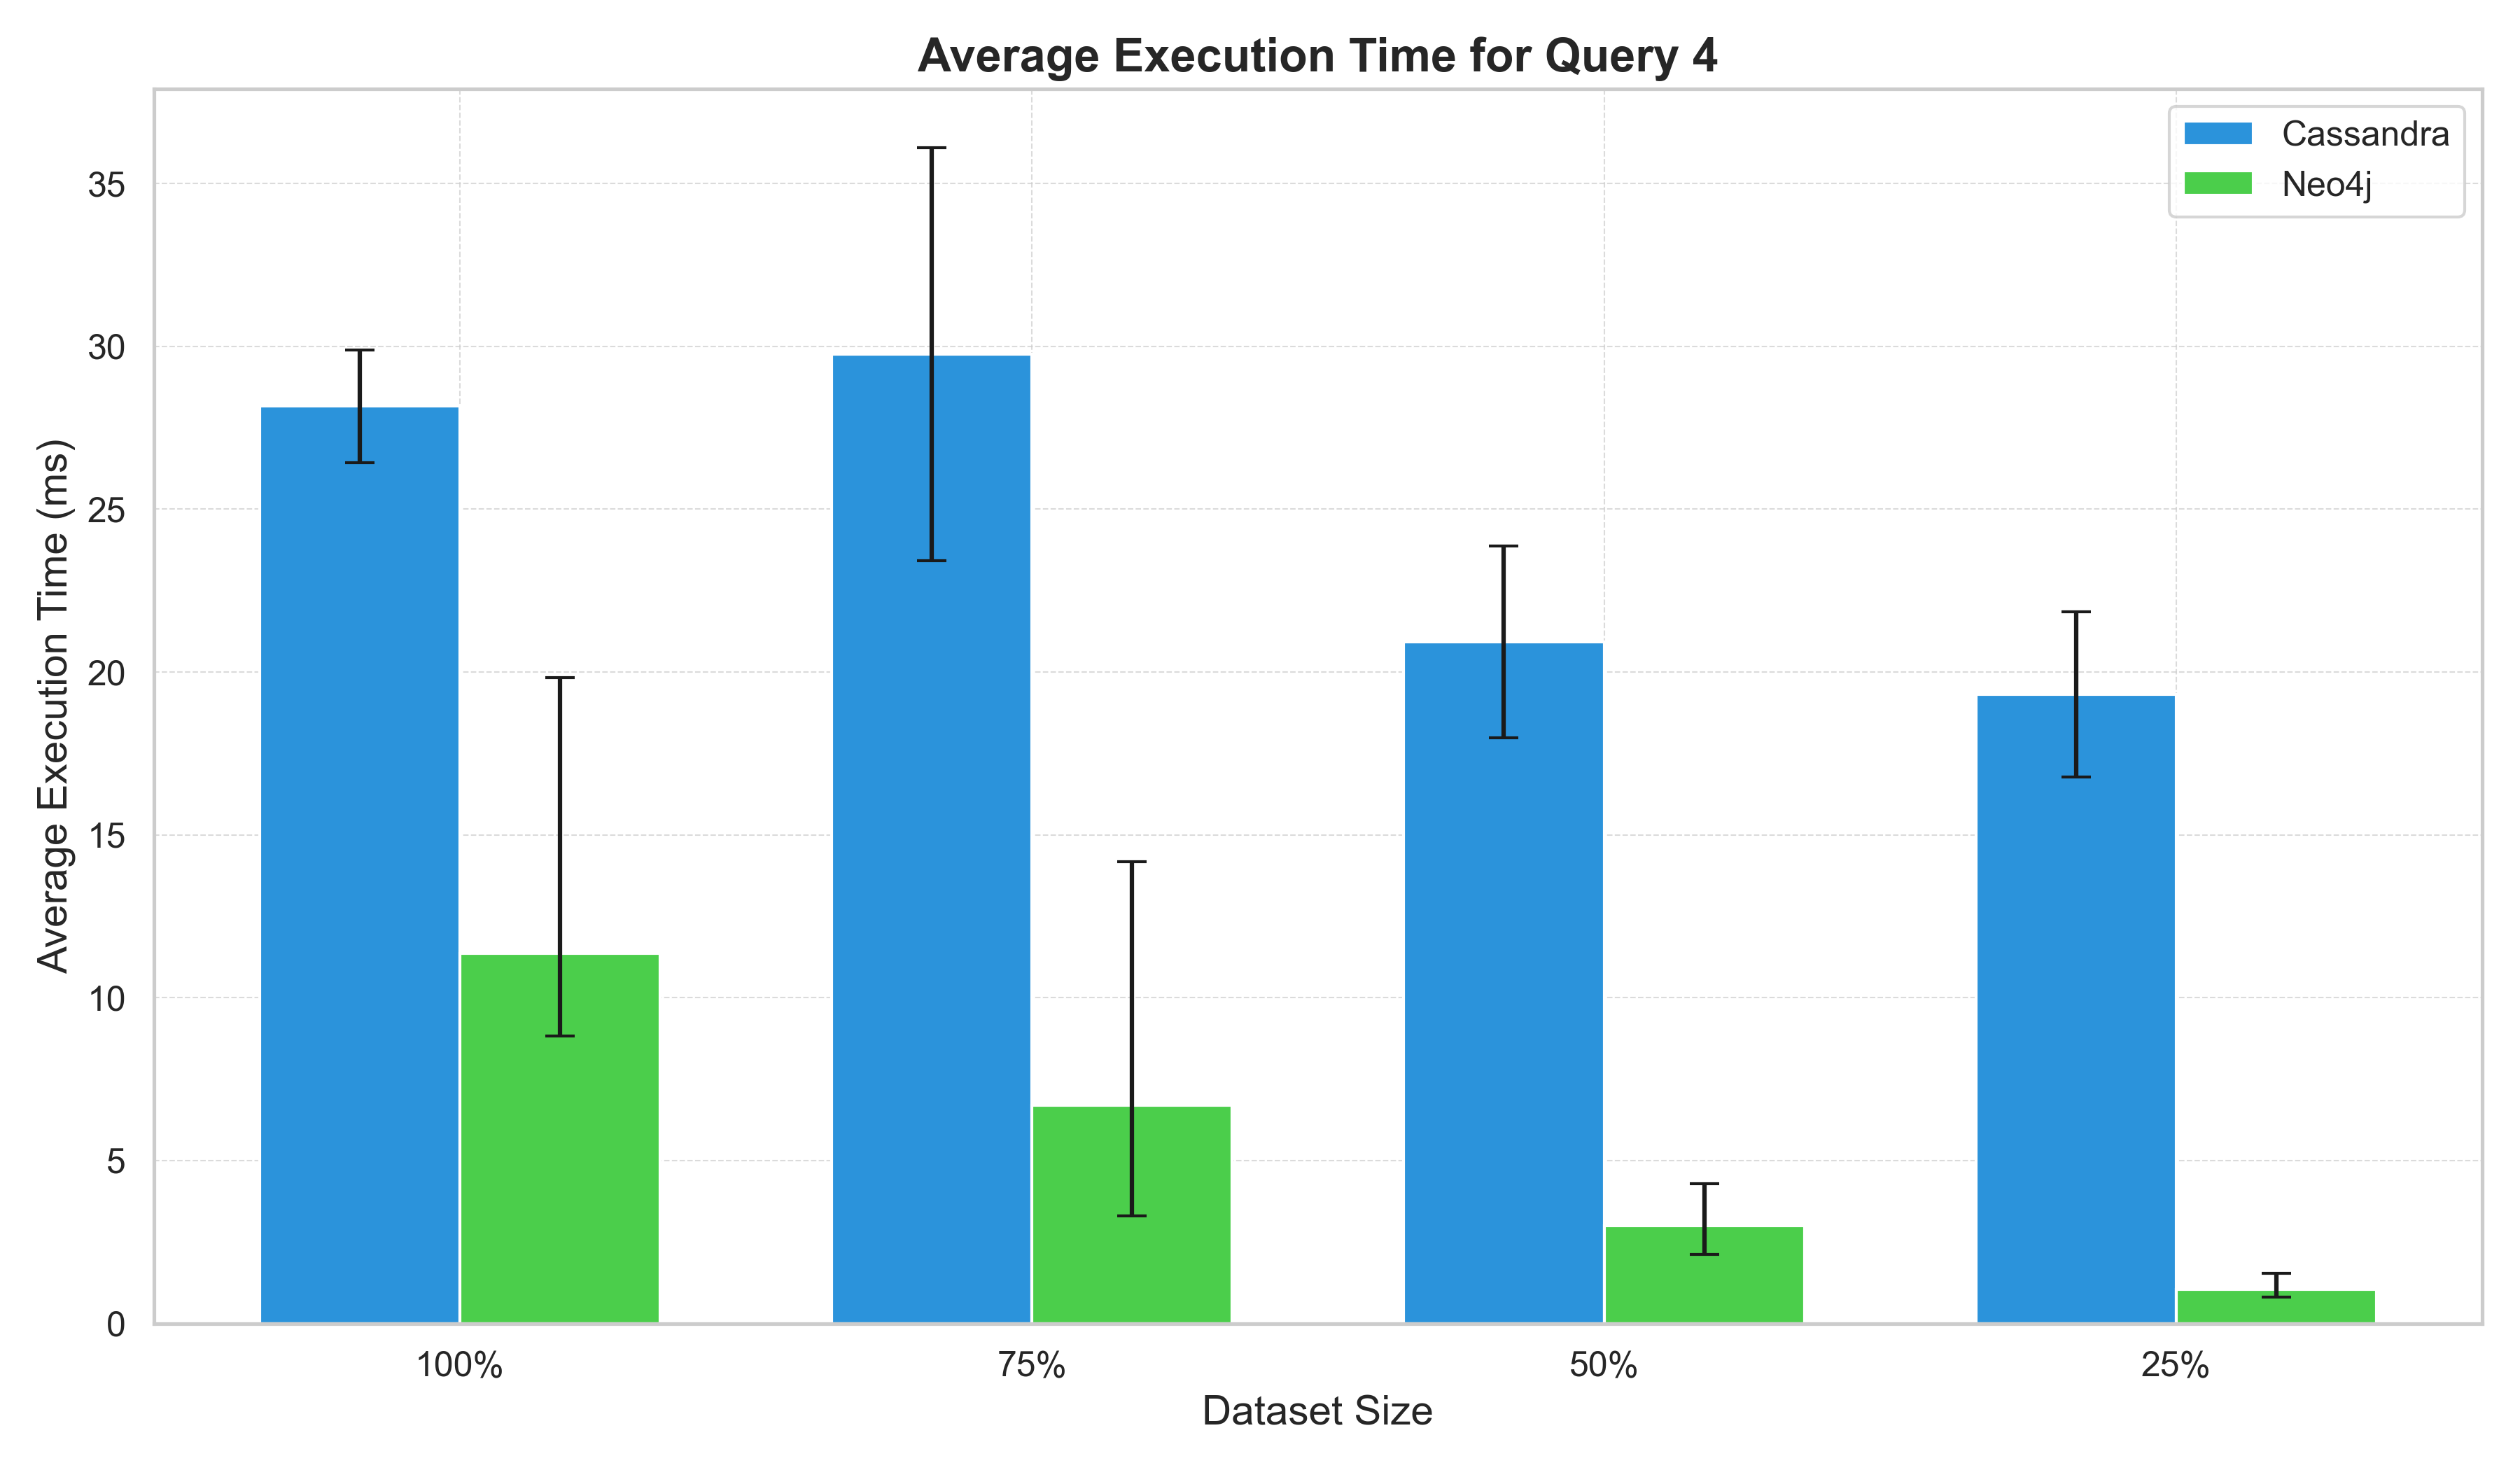 Average Execution Time for Query 4
Cassandra
Neo4j
Average Execution Time (ms)
35
30
25
20
15
10
5
0
100%
75%
50%
25%
Dataset Size